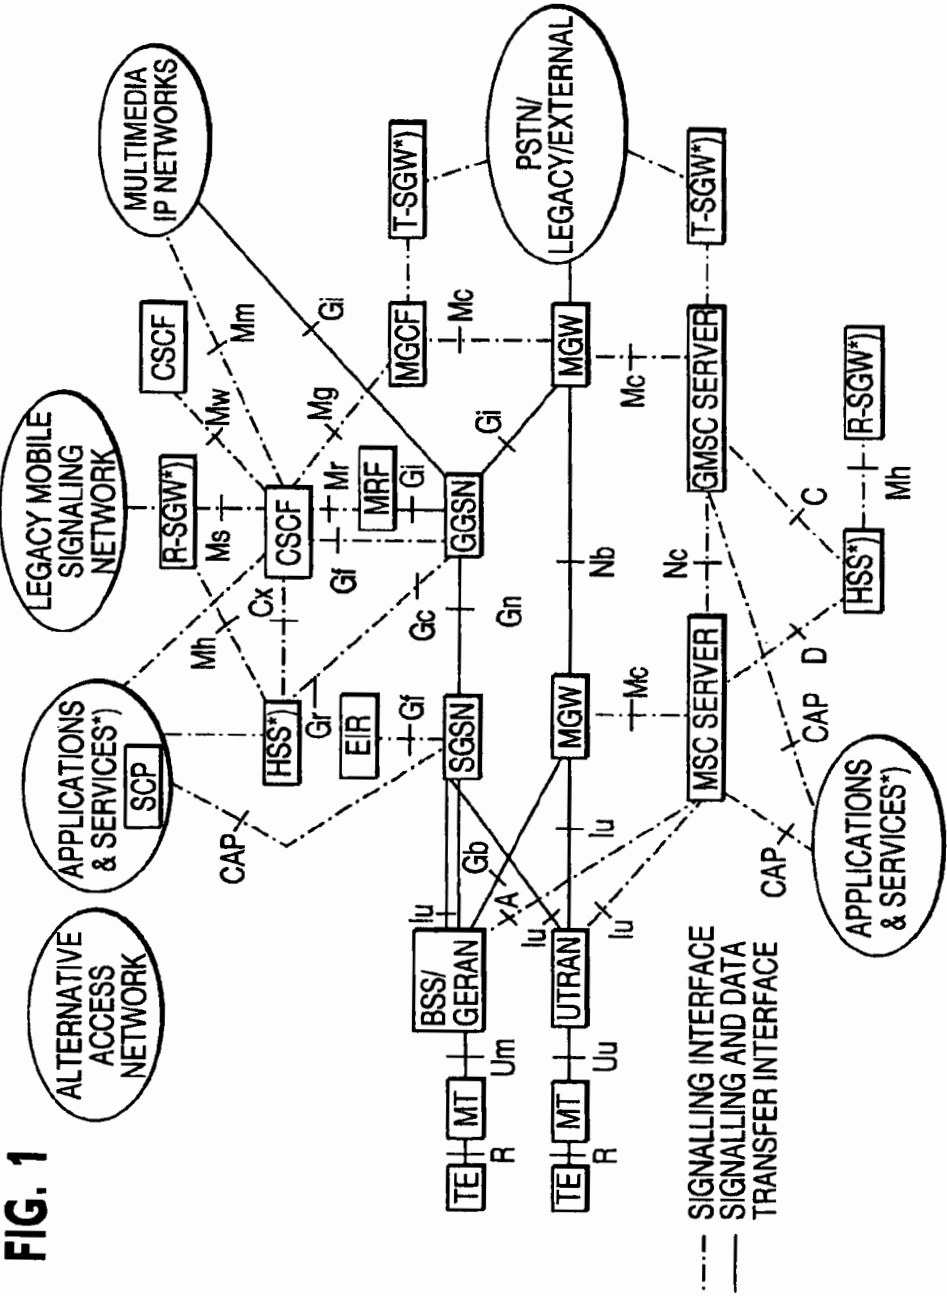 FIG. 1
ALTERNATIVE
ACCESS
NETWORK
APPLICATIONS
& SERVICES*)
SCP
LEGACY MOBILE
SIGNALING
NETWORK
MULTIMEDIA
IP NETWORKS
CAP
Mh
R-SGW*)
Ms
CSCF
Mw
Mm
HSS*)
Cx
CSCF
Mg
Gi
T-SGW*)
Gr
EIR
Gf
Mr
MRF
Gi
MGCF
Mc
Gf
Gc
TE
R
MT
Um
BSS/
GERAN
Iu
Gb
A
SGSN
Gn
GGSN
Gi
PSTN/
LEGACY/EXTERNAL
TE
R
MT
Uu
UTRAN
Iu
Iu
Iu
MGW
Nb
MGW
Mc
Mc
MSC SERVER
Nc
GMSC SERVER
T-SGW*)
CAP
CAP
D
C
HSS*)
Mh
R-SGW*)
APPLICATIONS
& SERVICES*)
SIGNALLING INTERFACE
SIGNALLING AND DATA
TRANSFER INTERFACE